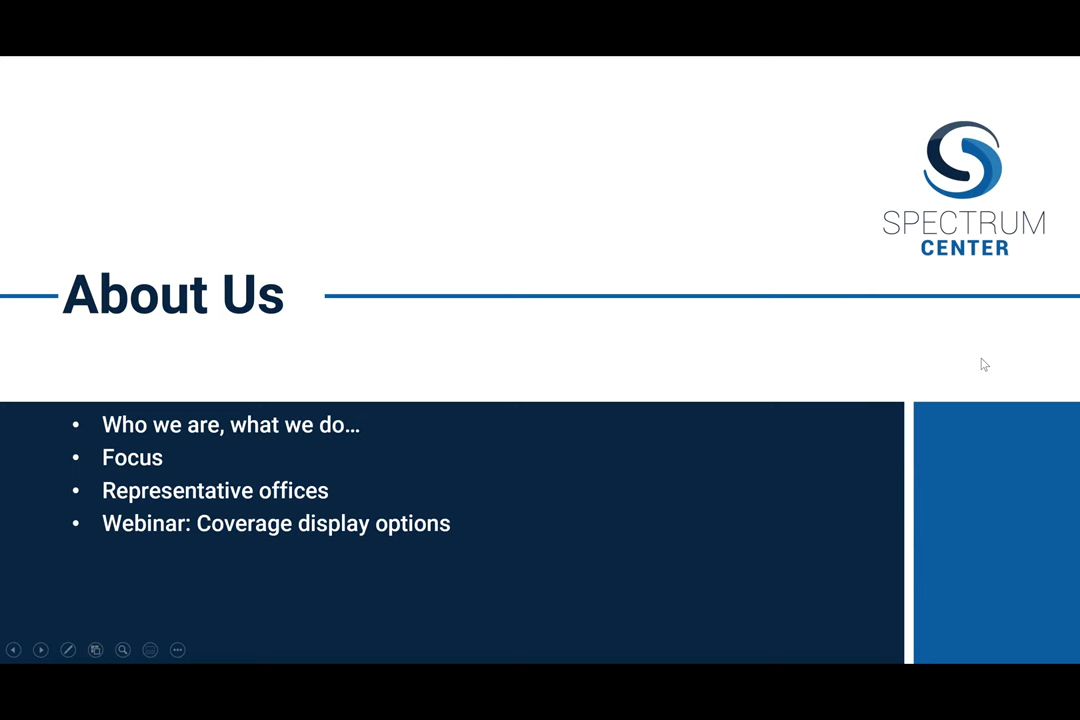 SPECTRUM
CENTER
About Us
• Who we are, what we do…
• Focus
• Representative offices
• Webinar: Coverage display options